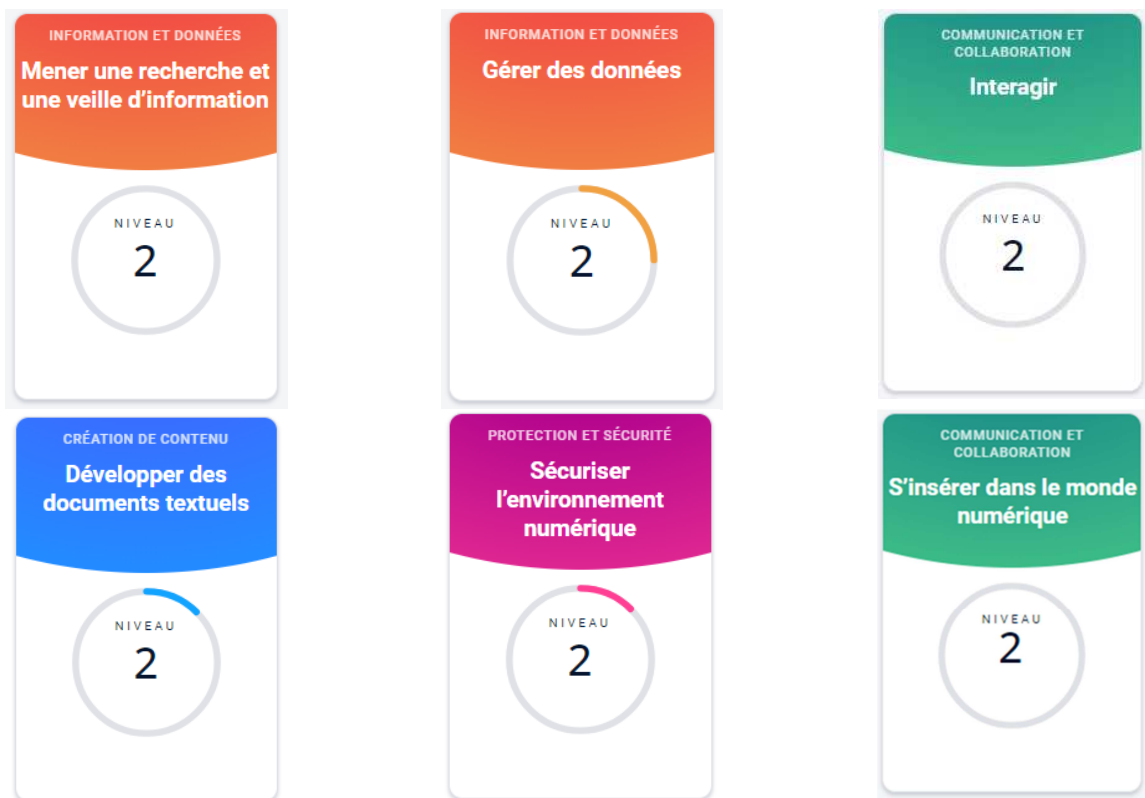 INFORMATION ET DONNÉES
Mener une recherche et
une veille d'information
NIVEAU
2
INFORMATION ET DONNÉES
Gérer des données
NIVEAU
2
COMMUNICATION ET
COLLABORATION
Interagir
NIVEAU
2
CRÉATION DE CONTENU
Développer des
documents textuels
NIVEAU
2
PROTECTION ET SÉCURITÉ
Sécuriser
l'environnement
numérique
NIVEAU
2
COMMUNICATION ET
COLLABORATION
S'insérer dans le monde
numérique
NIVEAU
2